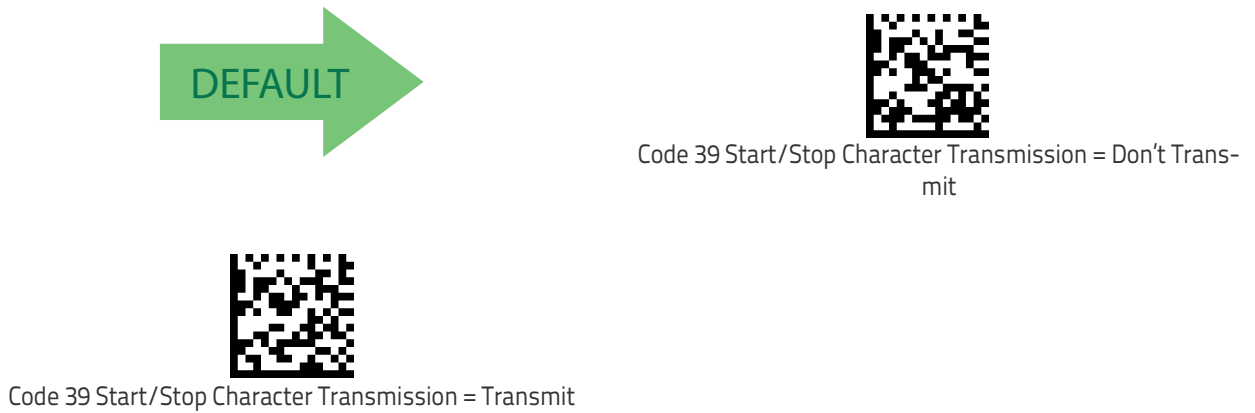 DEFAULT
Code 39 Start/Stop Character Transmission = Don't Trans-
mit
Code 39 Start/Stop Character Transmission = Transmit